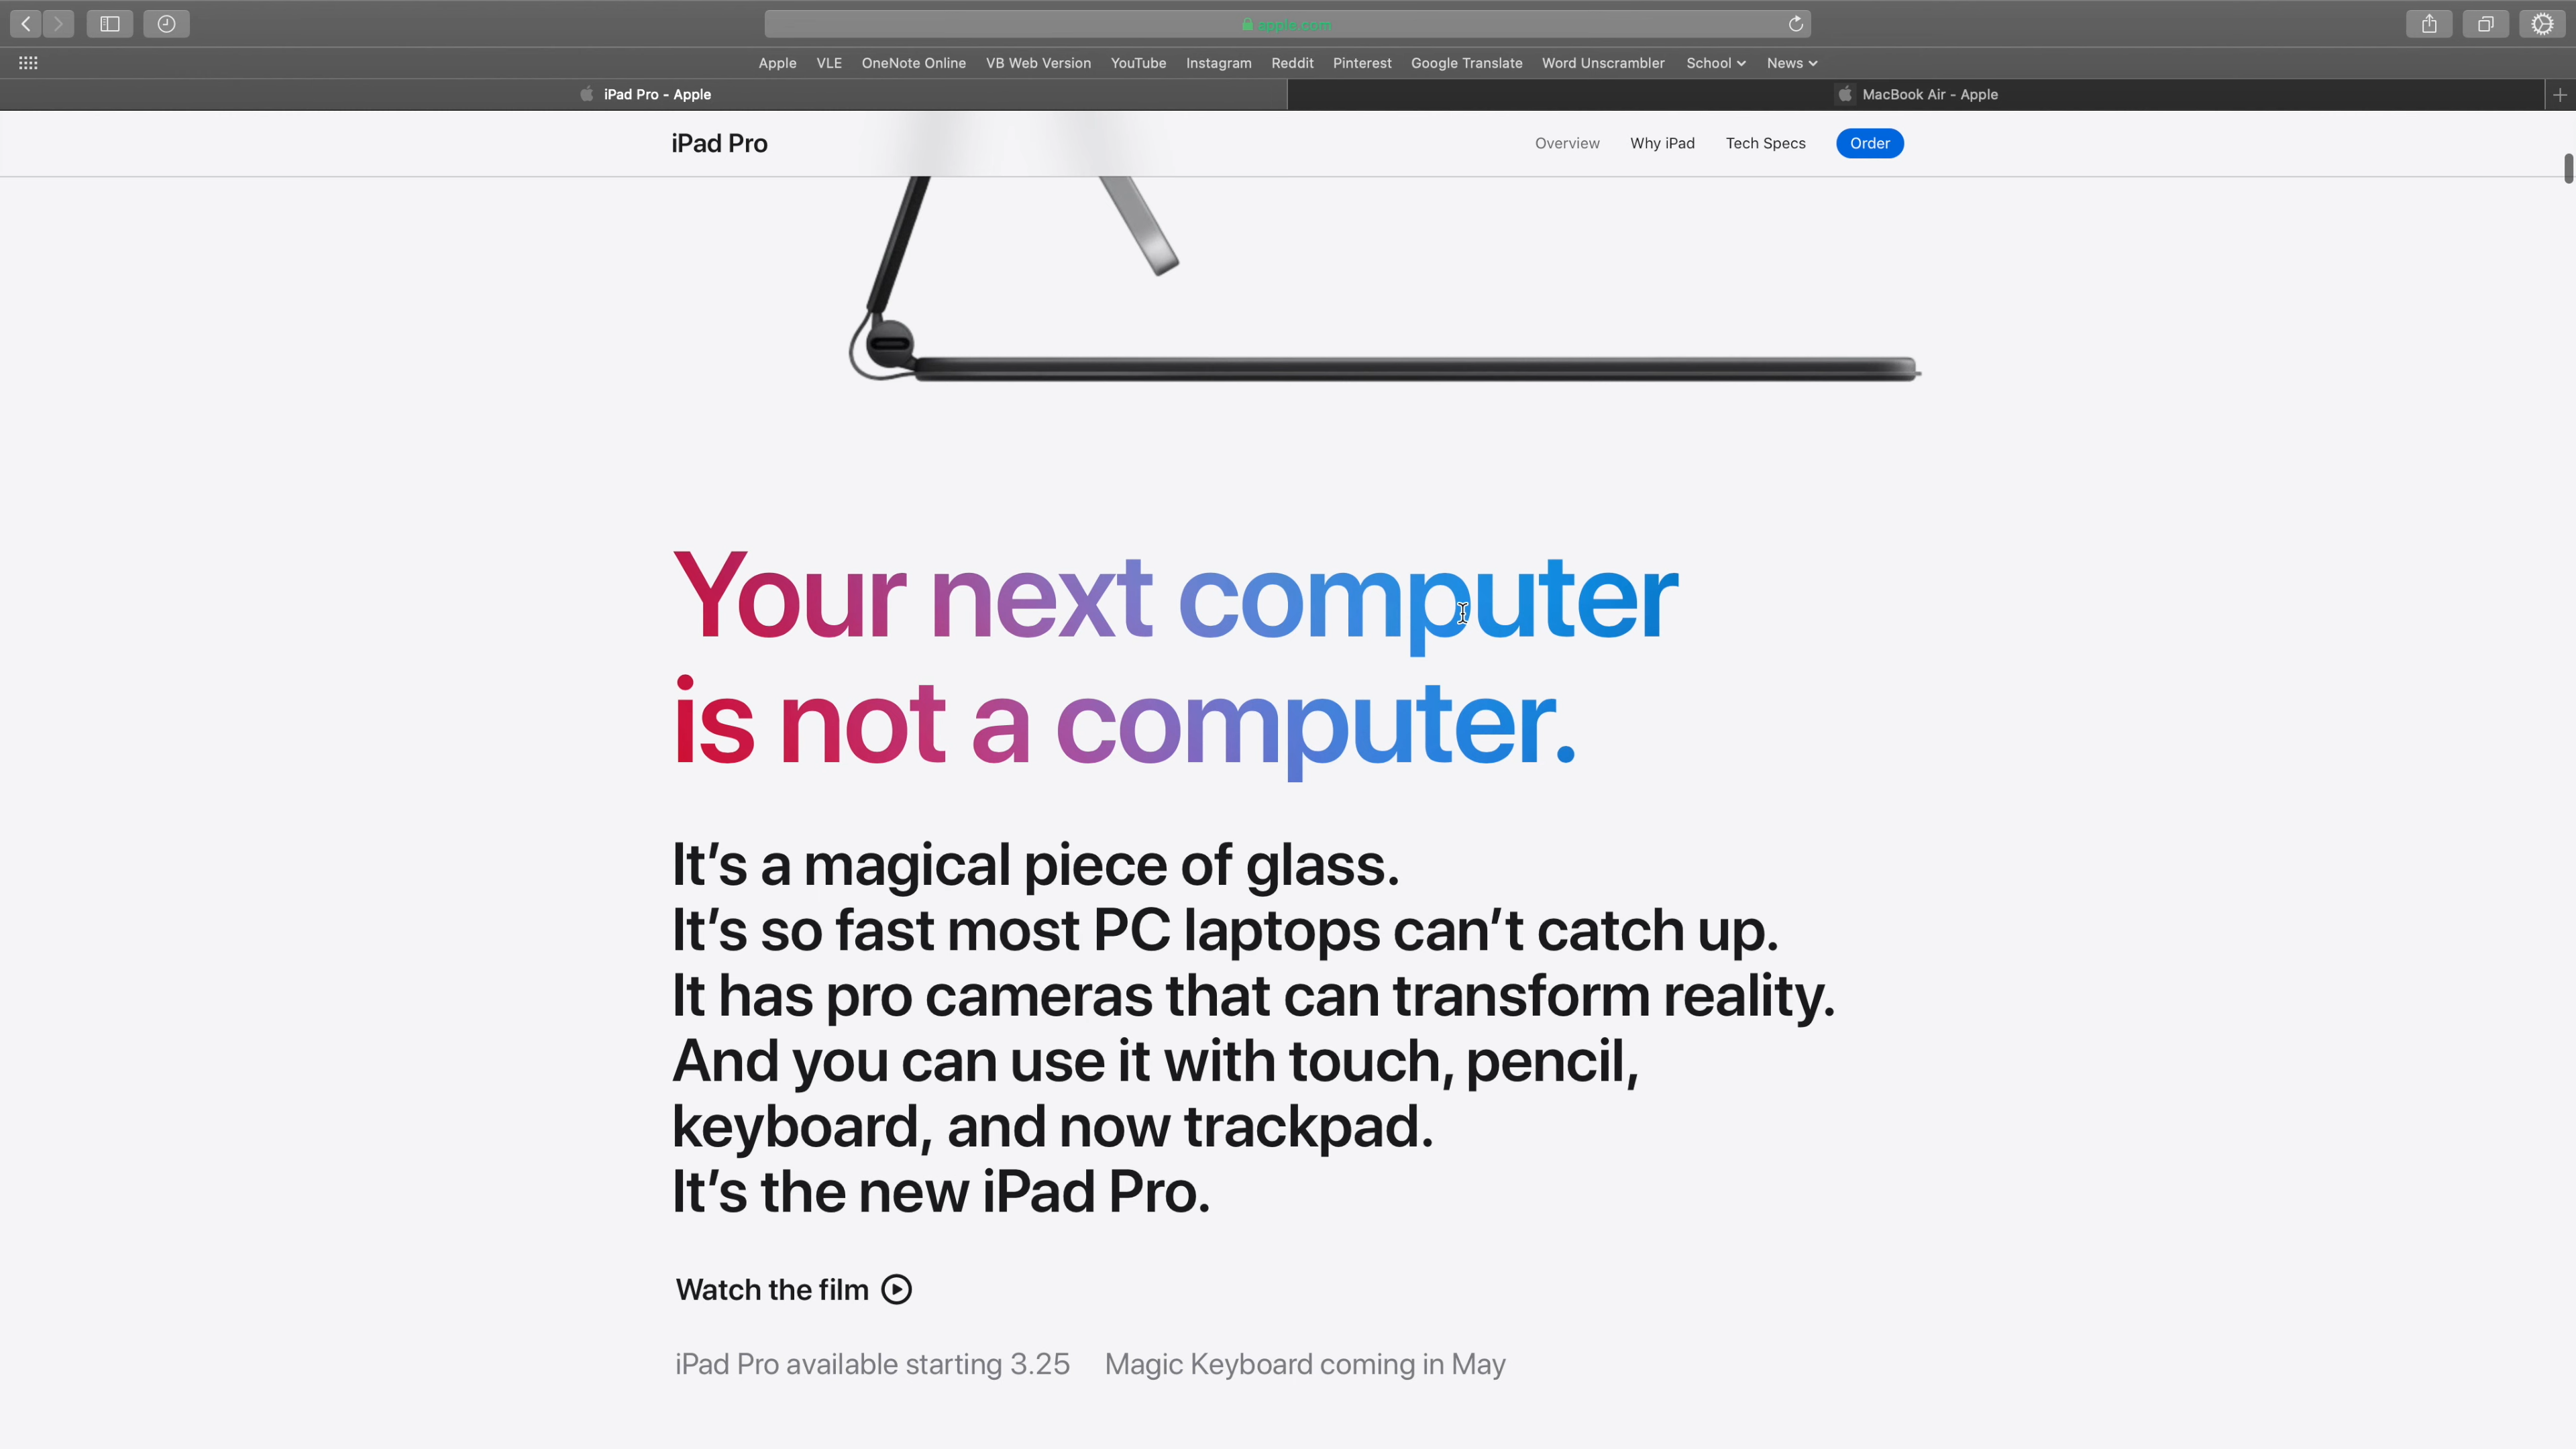 apple.com
Apple VLE OneNote Online VB Web Version YouTube Instagram Reddit Pinterest Google Translate Word Unscrambler School News
iPad Pro - Apple
MacBook Air - Apple
iPad Pro
Overview Why iPad Tech Specs Order
Your next computer
is not a computer.
It’s a magical piece of glass.
It’s so fast most PC laptops can’t catch up.
It has pro cameras that can transform reality.
And you can use it with touch, pencil,
keyboard, and now trackpad.
It’s the new iPad Pro.
Watch the film
iPad Pro available starting 3.25 Magic Keyboard coming in May